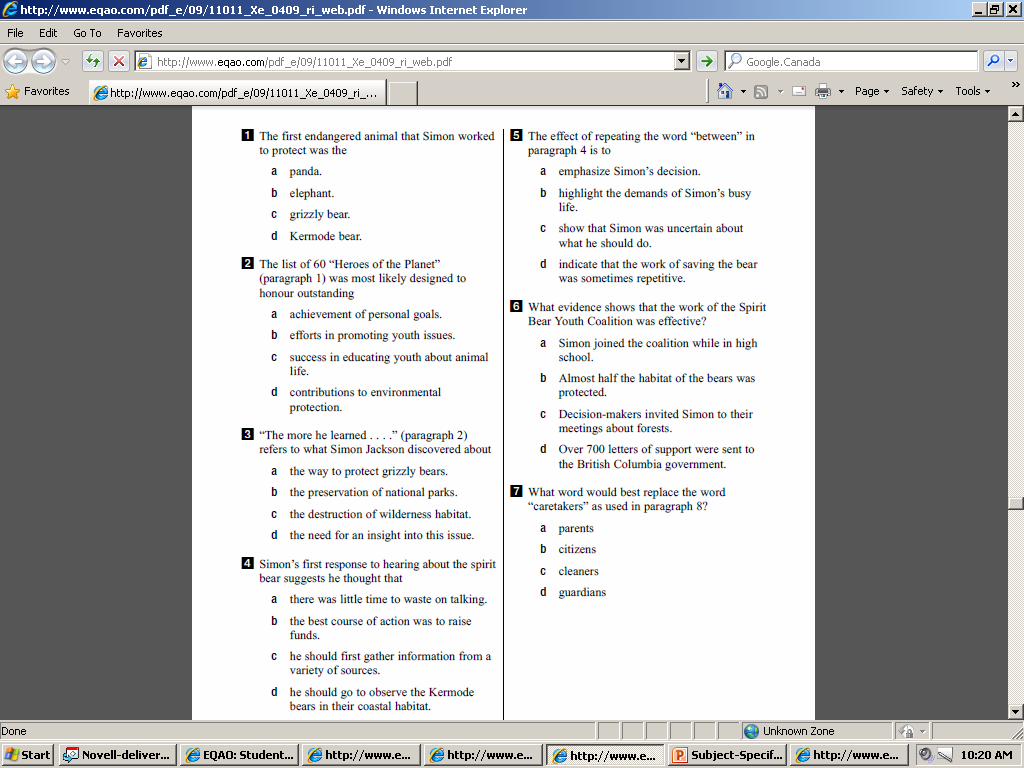 http://www.eqao.com/pdf_e/09/11011_Xe_0409_ri_web.pdf - Windows Internet Explorer
File Edit Go To Favorites
http://www.eqao.com/pdf_e/09/11011_Xe_0409_ri_web.pdf
Google.Canada
Favorites
http://www.eqao.com/pdf_e/09/11011_Xe_0409_ri_...
Page Safety Tools
1 The first endangered animal that Simon worked
to protect was the
a panda.
b elephant.
c grizzly bear.
d Kermode bear.
2 The list of 60 “Heroes of the Planet”
(paragraph 1) was most likely designed to
honour outstanding
a achievement of personal goals.
b efforts in promoting youth issues.
c success in educating youth about animal
life.
d contributions to environmental
protection.
3 “The more he learned . . . .” (paragraph 2)
refers to what Simon Jackson discovered about
a the way to protect grizzly bears.
b the preservation of national parks.
c the destruction of wilderness habitat.
d the need for an insight into this issue.
4 Simon’s first response to hearing about the spirit
bear suggests he thought that
a there was little time to waste on talking.
b the best course of action was to raise
funds.
c he should first gather information from a
variety of sources.
d he should go to observe the Kermode
bears in their coastal habitat.
5 The effect of repeating the word “between” in
paragraph 4 is to
a emphasize Simon’s decision.
b highlight the demands of Simon’s busy
life.
c show that Simon was uncertain about
what he should do.
d indicate that the work of saving the bear
was sometimes repetitive.
6 What evidence shows that the work of the Spirit
Bear Youth Coalition was effective?
a Simon joined the coalition while in high
school.
b Almost half the habitat of the bears was
protected.
c Decision-makers invited Simon to their
meetings about forests.
d Over 700 letters of support were sent to
the British Columbia government.
7 What word would best replace the word
“caretakers” as used in paragraph 8?
a parents
b citizens
c cleaners
d guardians
Done
Unknown Zone
Start
Novell-deliver...
EQAO: Student...
http://www.e...
http://www.e...
http://www.e...
Subject-Specif...
http://www.e...
10:20 AM